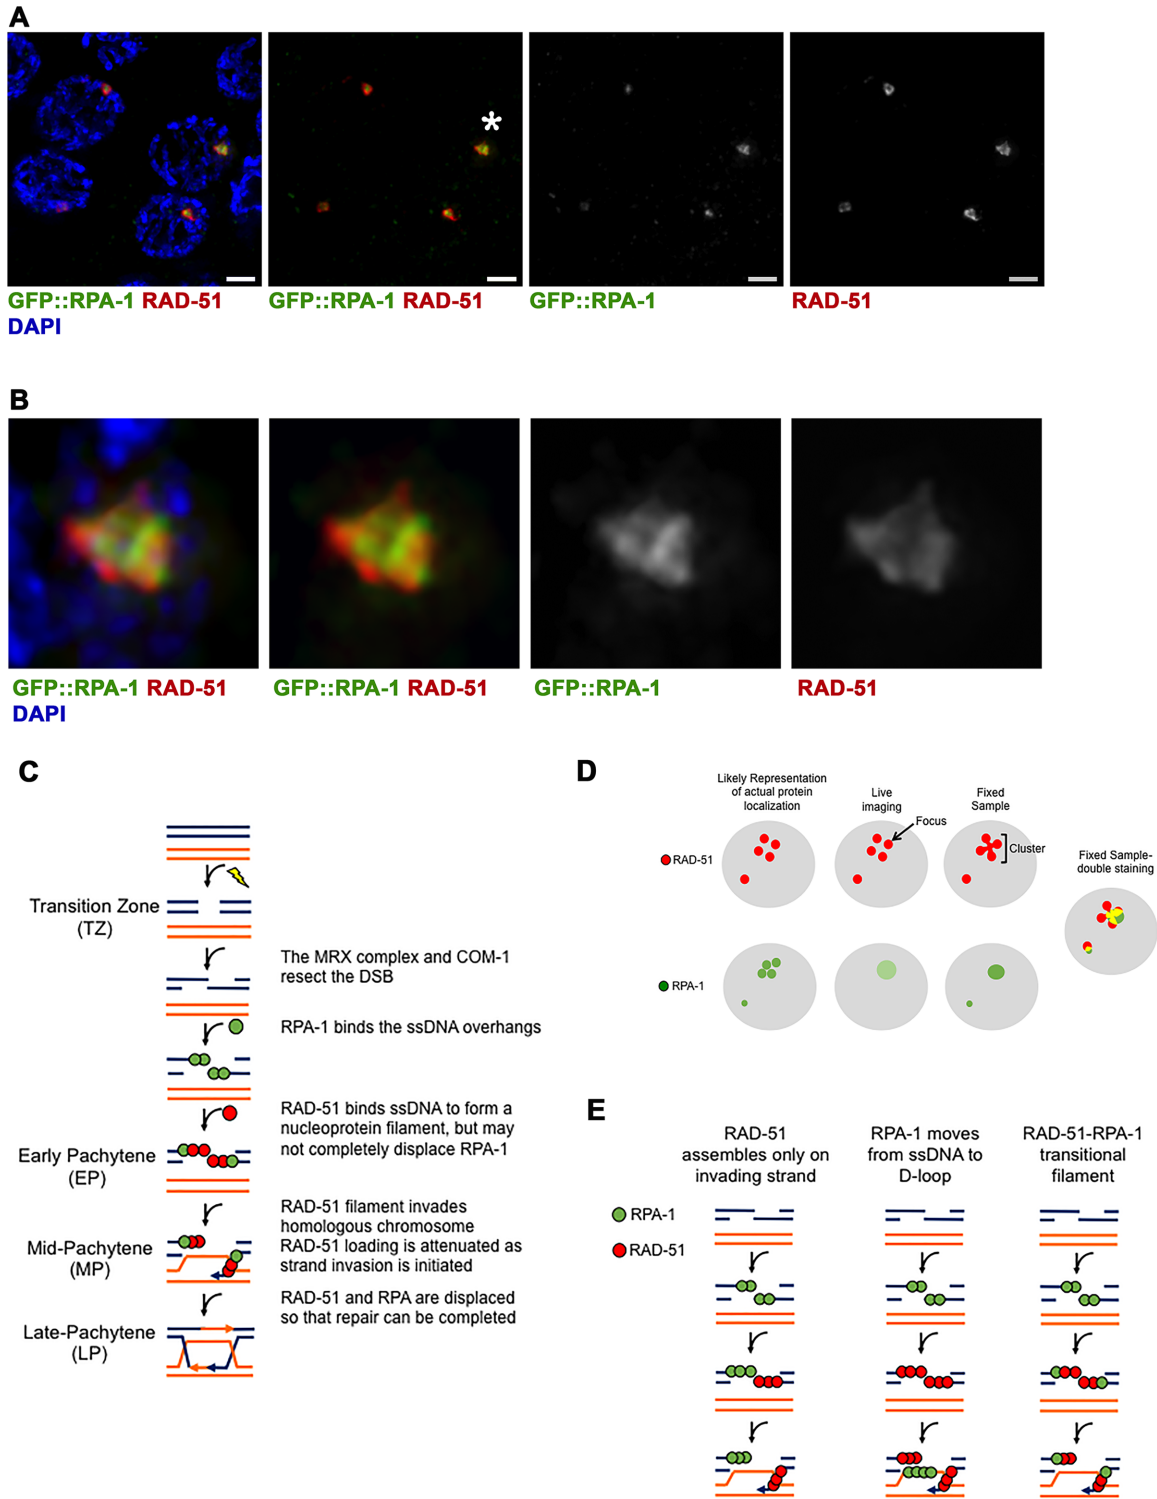 A
*
GFP::RPA-1 RAD-51
DAPI
GFP::RPA-1 RAD-51
GFP::RPA-1
RAD-51
B
GFP::RPA-1 RAD-51
DAPI
GFP::RPA-1 RAD-51
GFP::RPA-1
RAD-51
C
Transition Zone
(TZ)
The MRX complex and COM-1
resect the DSB
RPA-1 binds the ssDNA overhangs
RAD-51 binds ssDNA to form a
nucleoprotein filament, but may
not completely displace RPA-1
Early Pachytene
(EP)
RAD-51 filament invades
homologous chromosome
RAD-51 loading is attenuated as
strand invasion is initiated
Mid-Pachytene
(MP)
RAD-51 and RPA are displaced
so that repair can be completed
Late-Pachytene
(LP)
D
Likely Representation
of actual protein
localization
Live
imaging
Fixed
Sample
Focus
Cluster
RAD-51
Fixed Sample-
double staining
RPA-1
E
RAD-51
assembles only on
invading strand
RPA-1 moves
from ssDNA to
D-loop
RAD-51-RPA-1
transitional
filament
RPA-1
RAD-51